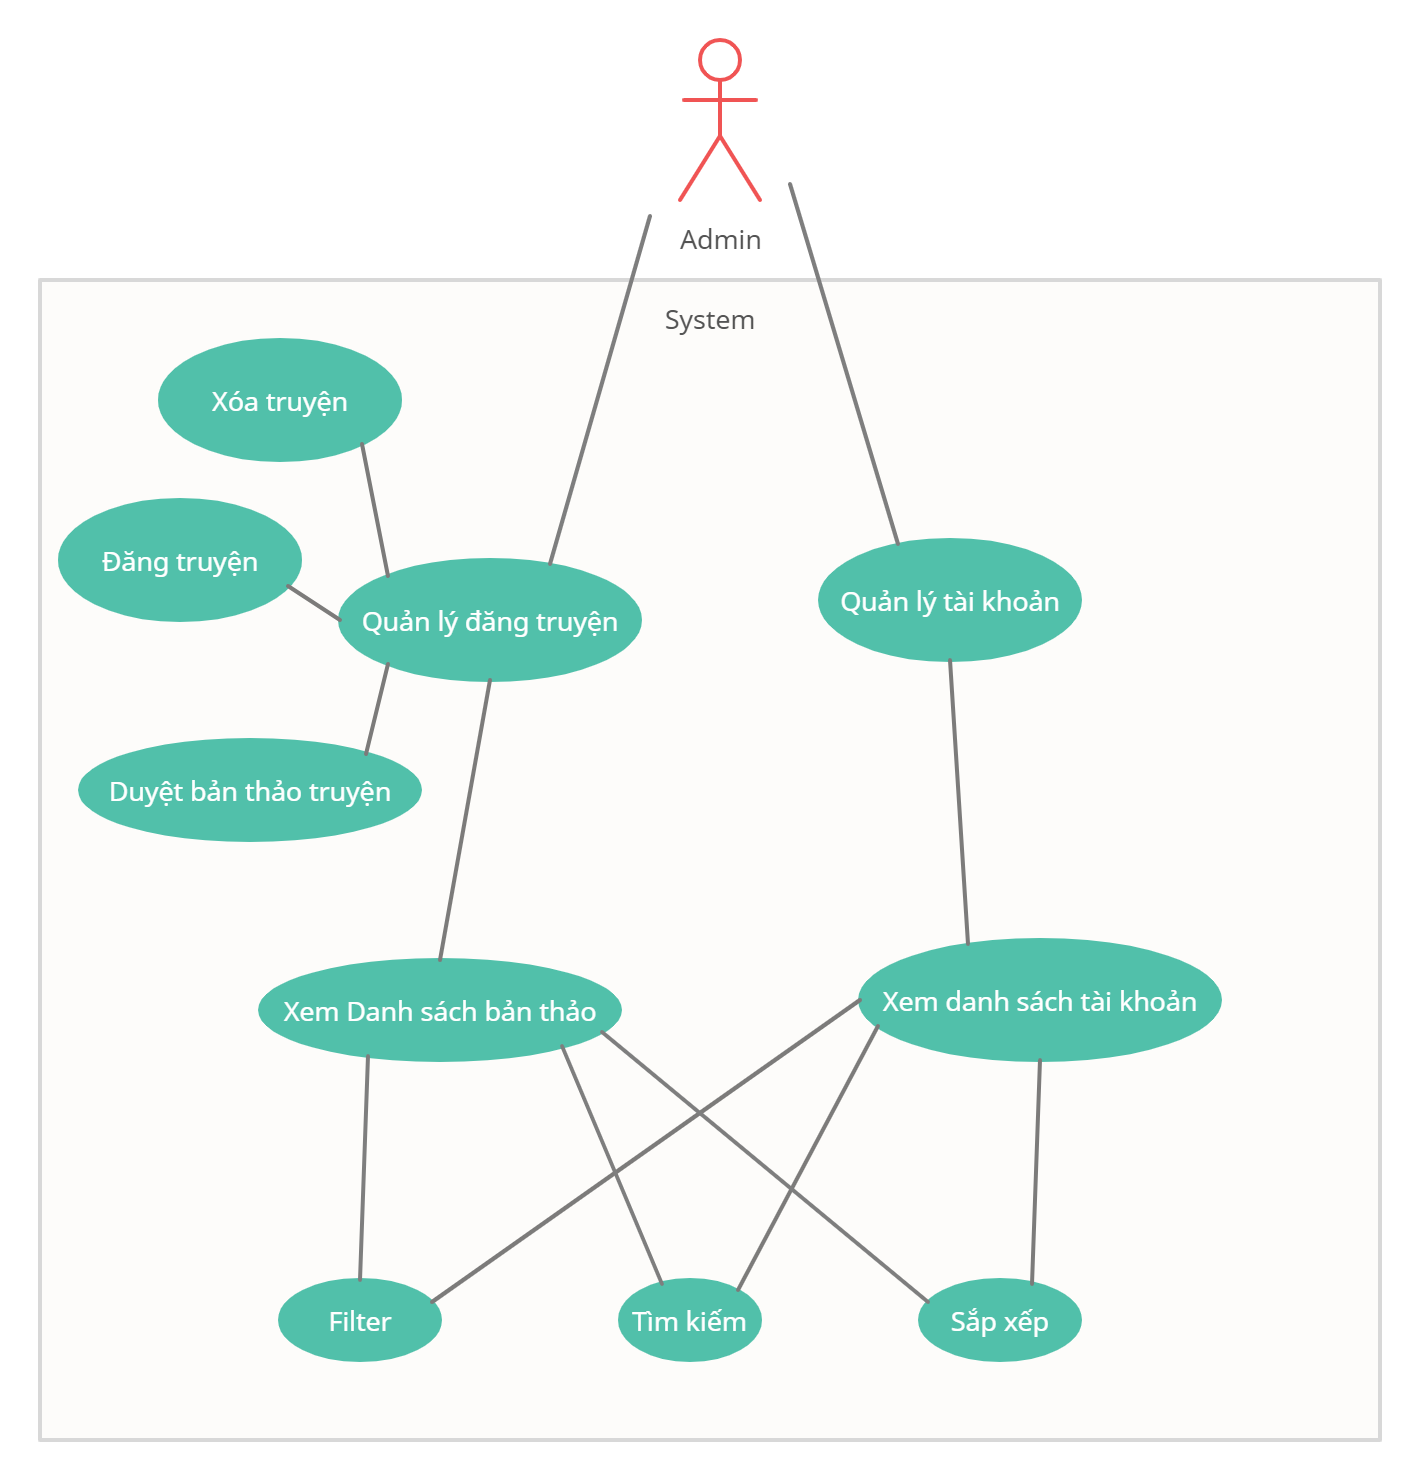 Admin
System
Xóa truyện
Đăng truyện
Quản lý đăng truyện
Quản lý tài khoản
Duyệt bản thảo truyện
Xem Danh sách bản thảo
Xem danh sách tài khoản
Filter
Tìm kiếm
Sắp xếp